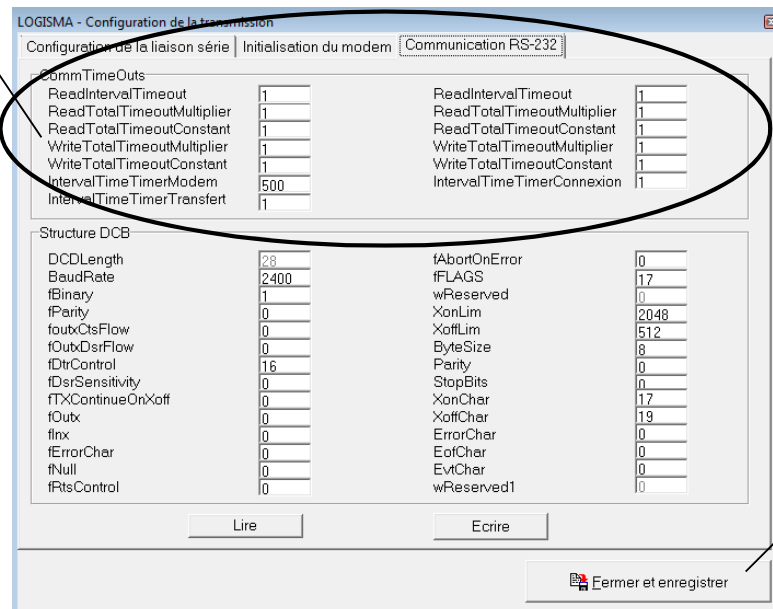 LOGISMA - Configuration de la transmission
Configuration de la liaison série Initialisation du modem Communication RS-232
CommTimeOuts
ReadIntervalTimeout 1 ReadIntervalTimeout 1
ReadTotalTimeoutMultiplier 1 ReadTotalTimeoutMultiplier 1
ReadTotalTimeoutConstant 1 ReadTotalTimeoutConstant 1
WriteTotalTimeoutMultiplier 1 WriteTotalTimeoutMultiplier 1
WriteTotalTimeoutConstant 1 WriteTotalTimeoutConstant 1
IntervalTimeTimerModem 500 IntervalTimeTimerConnexion 1
IntervalTimeTimerTransfert 1
Structure DCB
DCDLength 28 fAbortOnError 0
BaudRate 2400 fFLAGS 17
fBinary 1 wReserved 0
fParity 0 XonLim 2048
foutxCtsFlow 0 XoffLim 512
fOutxDsrFlow 0 ByteSize 8
fDtrControl 16 Parity 0
fDsrSensitivity 0 StopBits 0
fTXContinueOnXoff 0 XonChar 17
fOutx 0 XoffChar 19
fInx 0 ErrorChar 0
fErrorChar 0 EofChar 0
fNull 0 EvtChar 0
fRtsControl 0 wReserved1 0
Lire Ecrire
Fermer et enregistrer